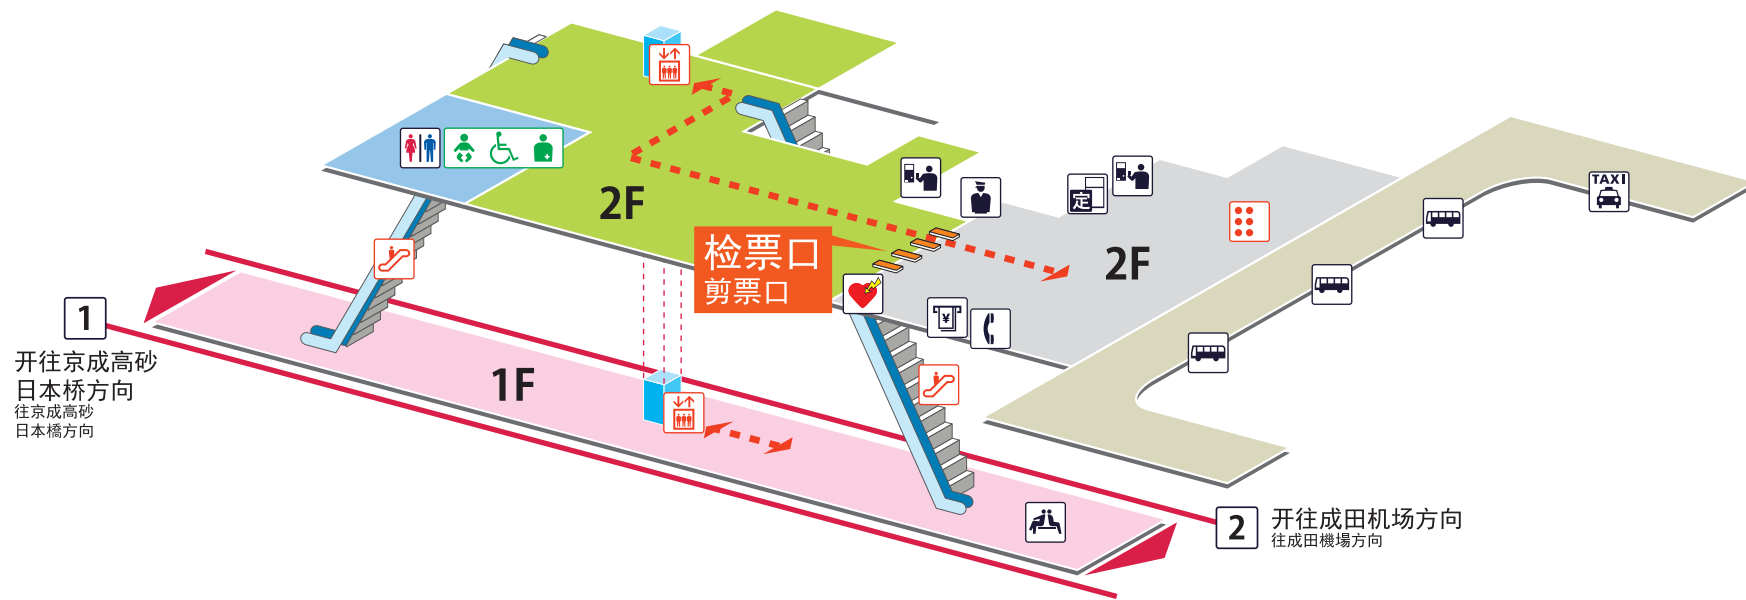 2F
检票口
剪票口
定
2F
TAXI
¥
1
开往京成高砂
日本桥方向
往京成高砂
日本橋方向
1F
2
开往成田机场方向
往成田機場方向